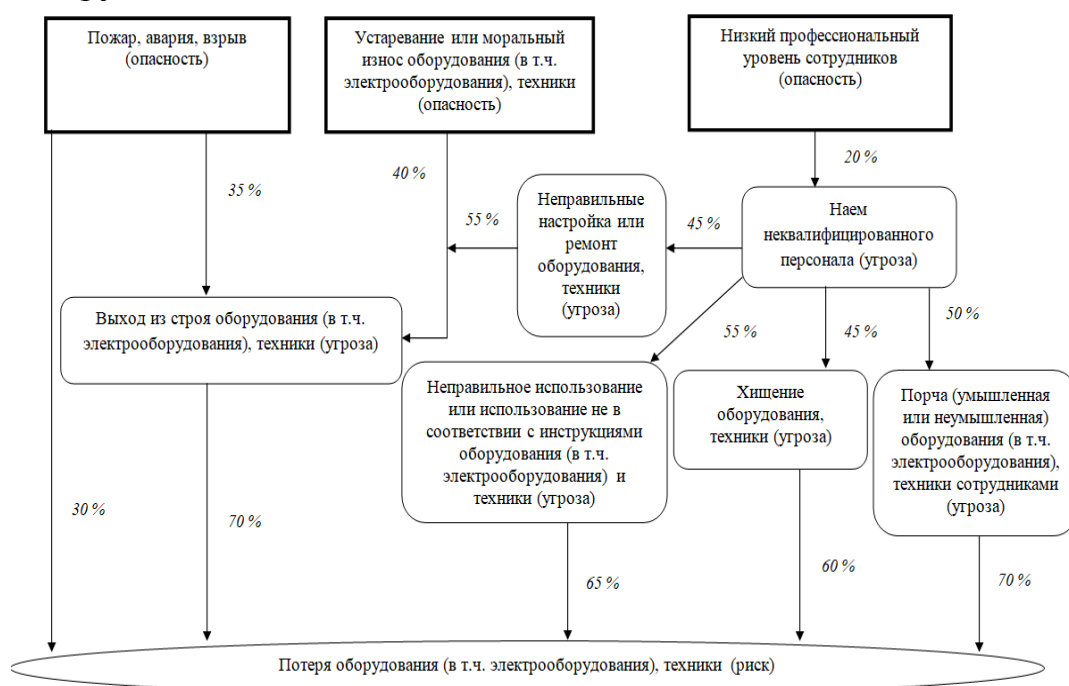 Пожар, авария, взрыв
(опасность)
Устаревание или моральный
износ оборудования (в т.ч.
электрооборудования), техники
(опасность)
Низкий профессиональный
уровень сотрудников
(опасность)
20 %
40 %
35 %
Неправильные
настройка или
ремонт
оборудования,
техники
(угроза)
55 %
45 %
Наем
неквалифицированного
персонала (угроза)
Выход из строя оборудования (в т.ч.
электрооборудования), техники (угроза)
55 %
45 %
50 %
Неправильное использование
или использование не в
соответствии с инструкциями
оборудования (в т.ч.
электрооборудования) и
техники (угроза)
Хищение
оборудования,
техники (угроза)
Порча (умышленная
или неумышленная)
оборудования (в т.ч.
электрооборудования),
техники сотрудниками
(угроза)
30 %
70 %
65 %
60 %
70 %
Потеря оборудования (в т.ч. электрооборудования), техники (риск)